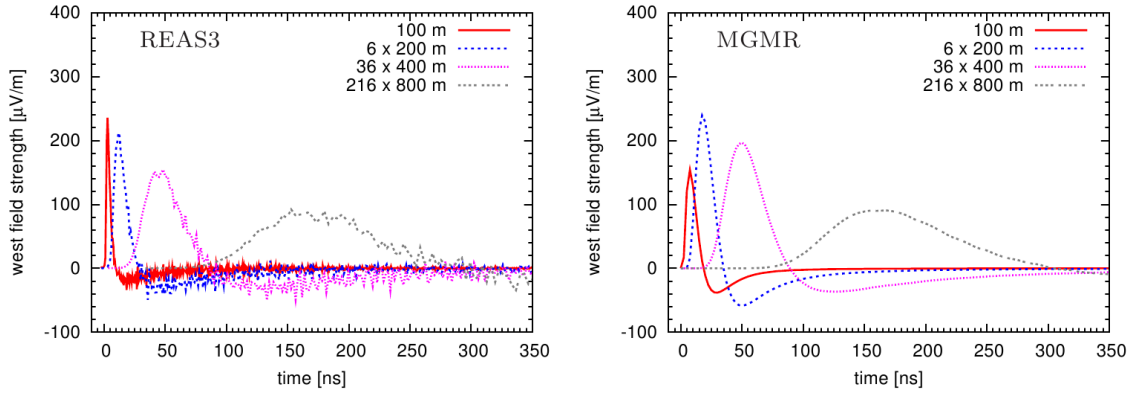 REAS3
100 m
6 x 200 m
36 x 400 m
216 x 800 m
400
300
200
100
0
-100
west field strength [µV/m]
0 50 100 150 200 250 300 350
time [ns]
MGMR
100 m
6 x 200 m
36 x 400 m
216 x 800 m
400
300
200
100
0
-100
west field strength [µV/m]
0 50 100 150 200 250 300 350
time [ns]